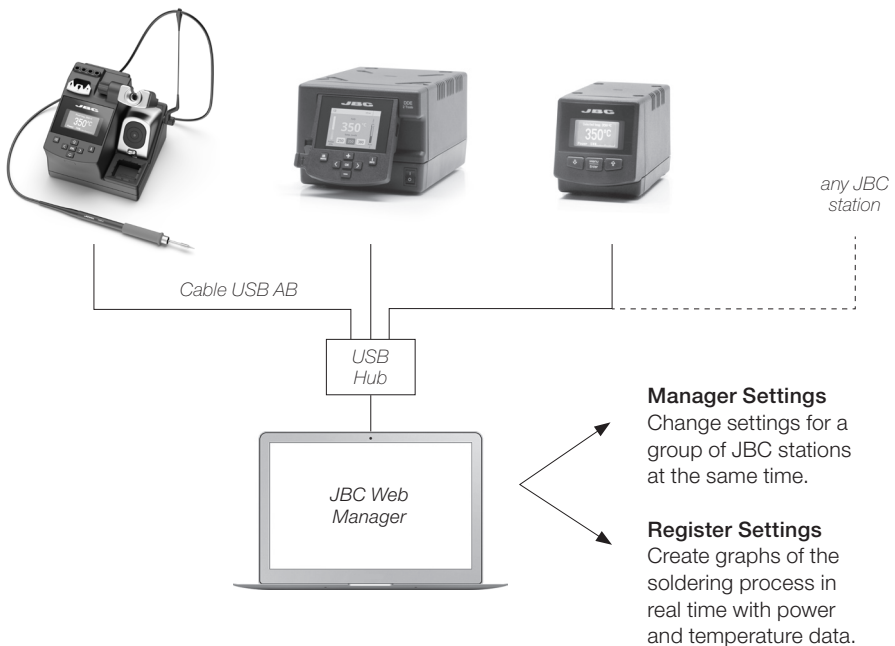 JBC
350°C
JBC
350
JBC
350°C
any JBC
station
Cable USB AB
USB
Hub
JBC Web
Manager
Manager Settings
Change settings for a
group of JBC stations
at the same time.
Register Settings
Create graphs of the
soldering process in
real time with power
and temperature data.